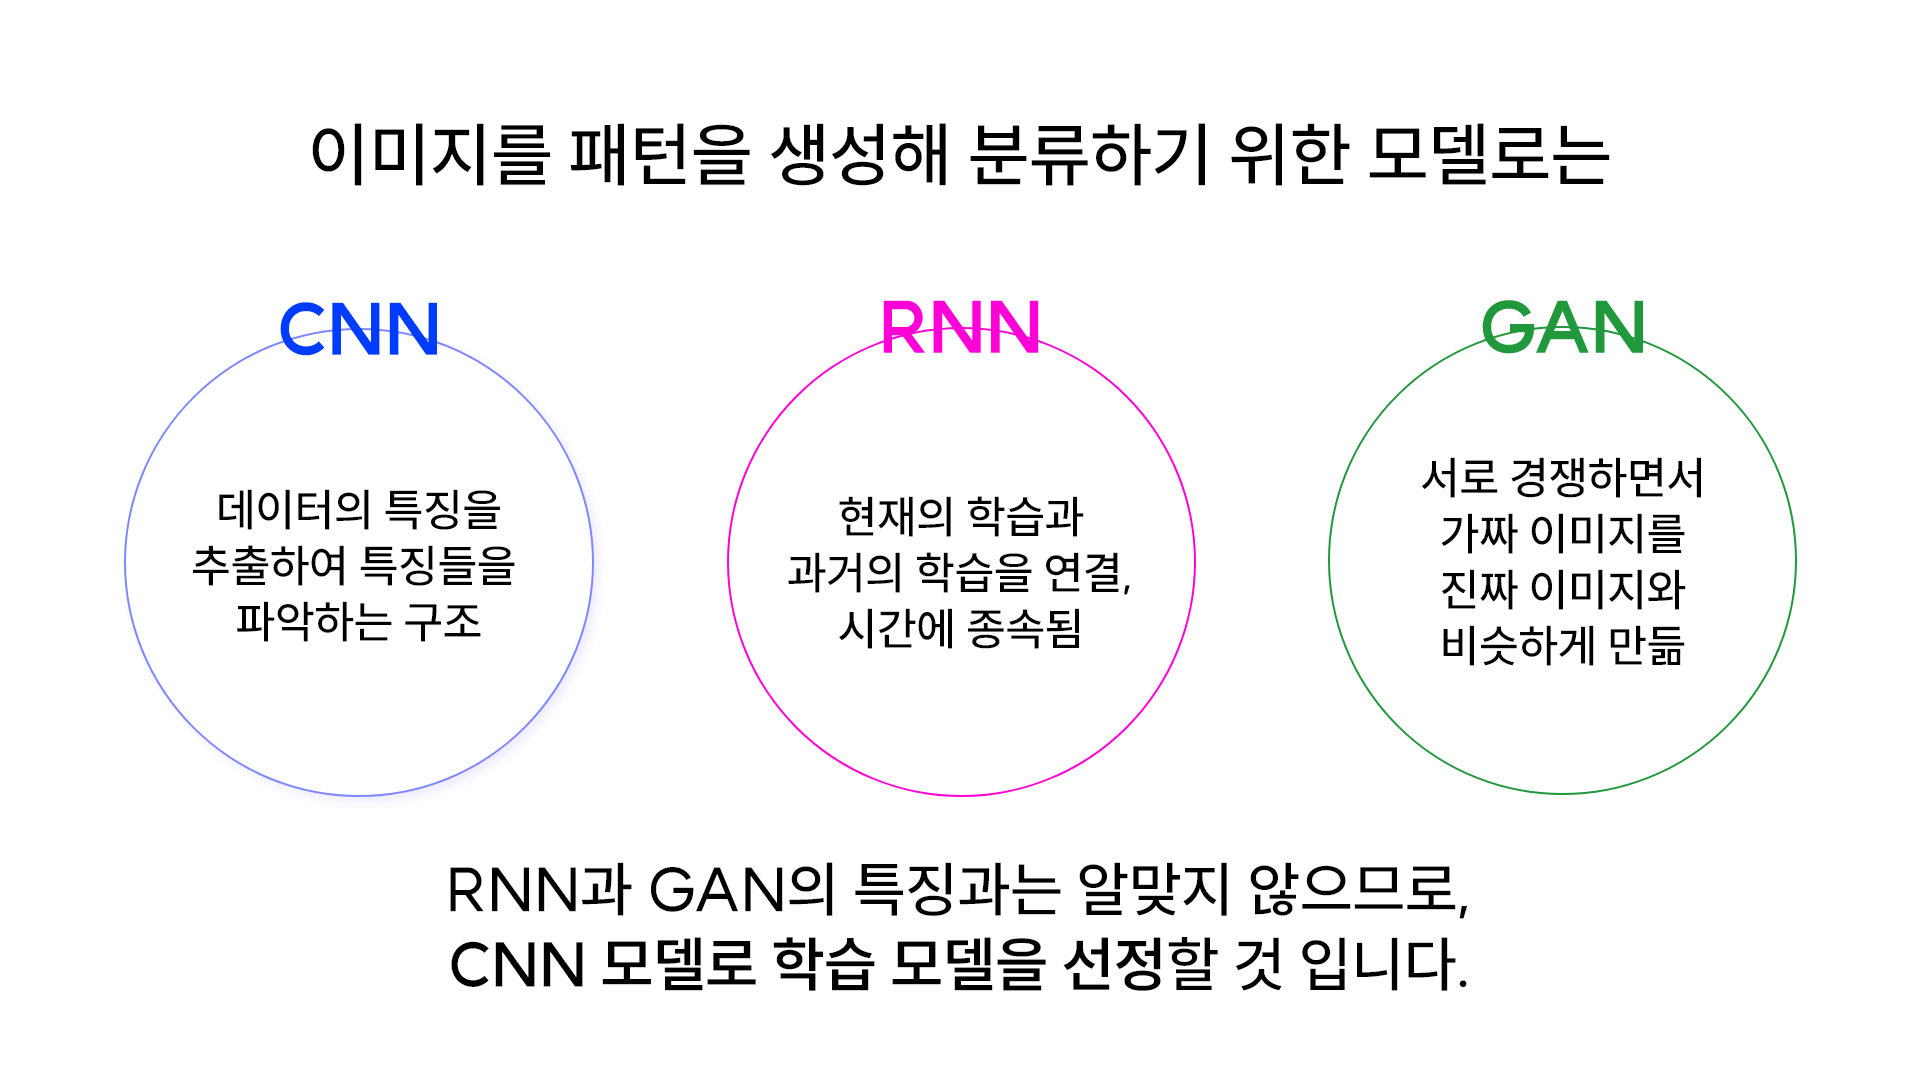 이미지를 패턴을 생성해 분류하기 위한 모델로는
CNN
데이터의 특징을
추출하여 특징들을
파악하는 구조
RNN
현재의 학습과
과거의 학습을 연결,
시간에 종속됨
GAN
서로 경쟁하면서
가짜 이미지를
진짜 이미지와
비슷하게 만듦
RNN과 GAN의 특징과는 알맞지 않으므로,
CNN 모델로 학습 모델을 선정할 것 입니다.